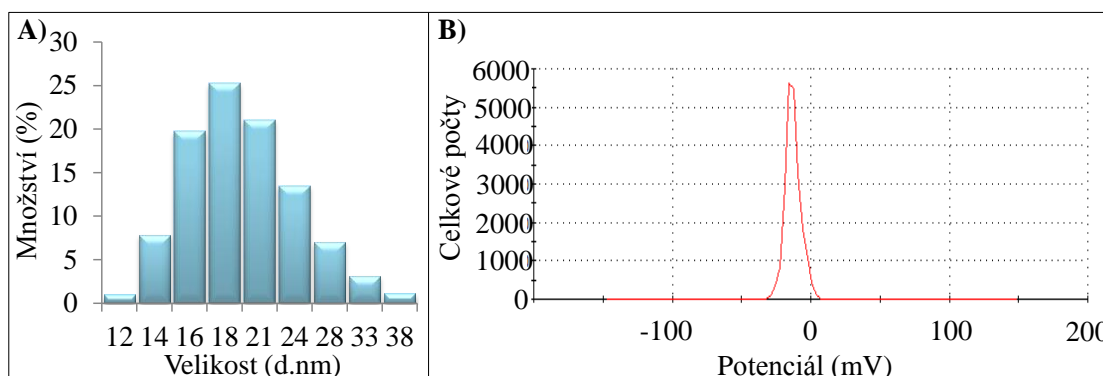 A)
Množství (%)
30
25
20
15
10
5
0
12 14 16 18 21 24 28 33 38
Velikost (d.nm)
B)
Celkové počty
6000
5000
4000
3000
2000
1000
0
-100 0 100 200
Potenciál (mV)